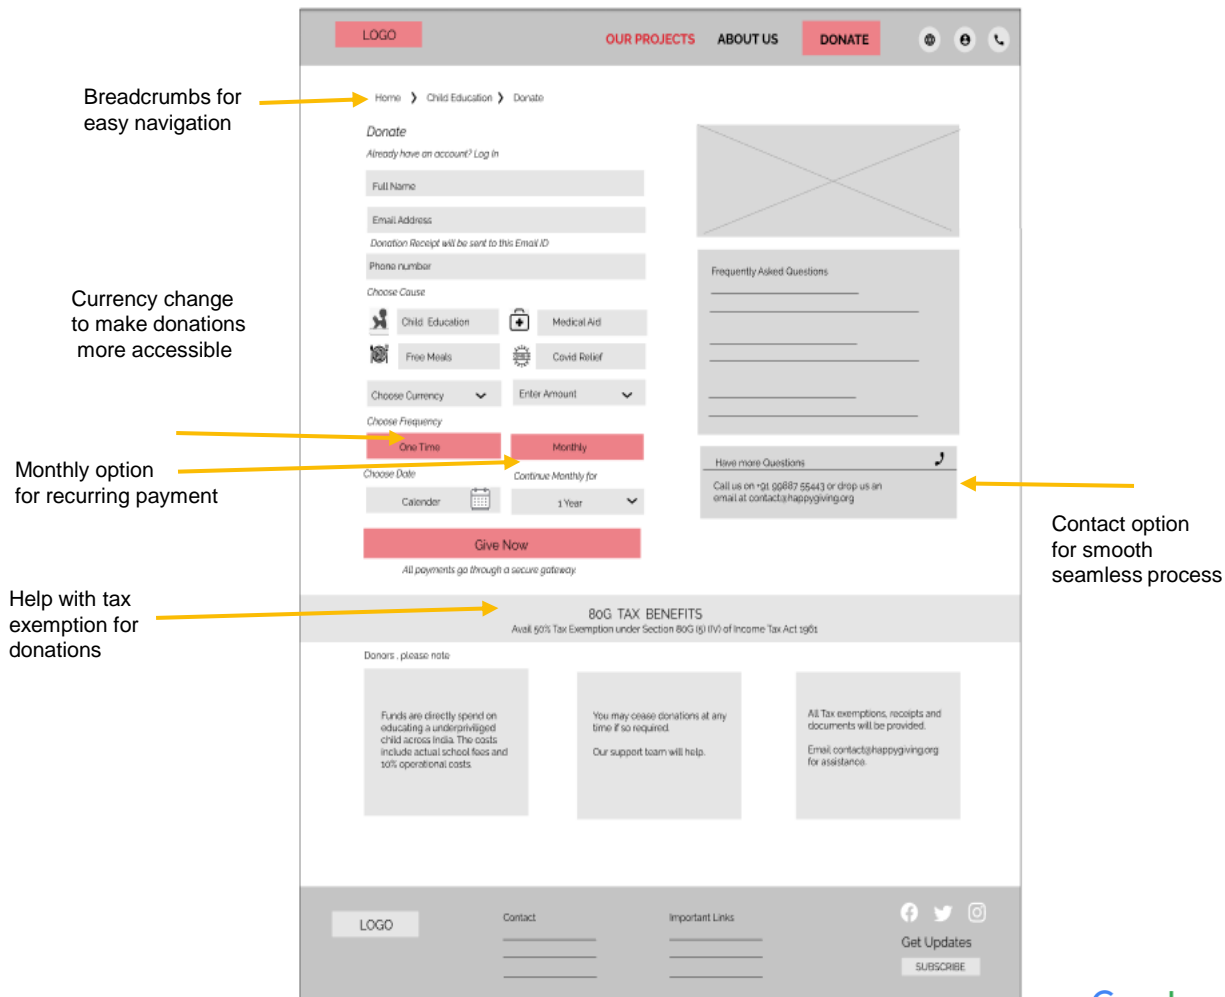 LOGO
OUR PROJECTS
ABOUT US
DONATE
Breadcrumbs for
easy navigation
Home ❯ Child Education ❯ Donate
Donate
Already have an account? Log In
Full Name
Email Address
Donation Receipt will be sent to this Email ID
Phone number
Choose Cause
Child Education
Medical Aid
Free Meals
Covid Relief
Choose Currency
Enter Amount
Choose Frequency
One Time
Monthly
Choose Date
Continue Monthly for
Calender
1 Year
Give Now
All payments go through a secure gateway.
Currency change
to make donations
more accessible
Monthly option
for recurring payment
Frequently Asked Questions
Have more Questions
Call us on +91 99887 55443 or drop us an
email at contact@happygiving.org
Contact option
for smooth
seamless process
Help with tax
exemption for
donations
80G TAX BENEFITS
Avail 50% Tax Exemption under Section 80G (5) (IV) of Income Tax Act 1961
Donors , please note
Funds are directly spend on
educating a underpriviliged
child across India. The costs
include actual school fees and
10% operational costs.
You may cease donations at any
time if so required.
Our support team will help.
All Tax exemptions, receipts and
documents will be provided.
Email contact@happygiving.org
for assistance.
LOGO
Contact
Important Links
Get Updates
SUBSCRIBE